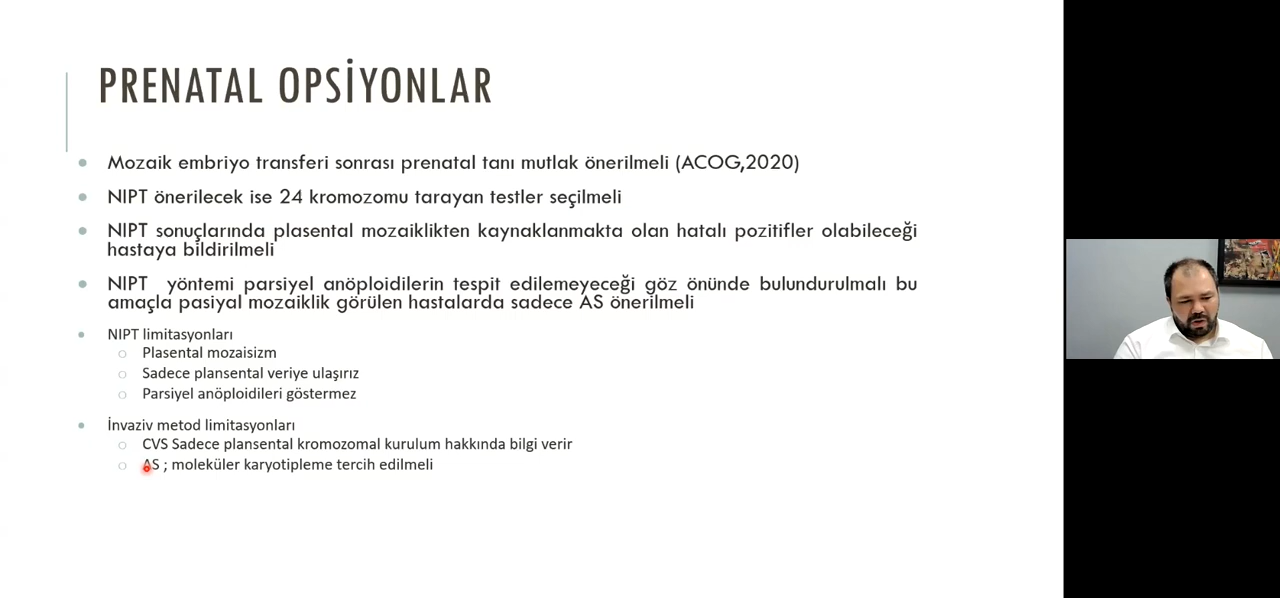 PRENATAL OPSİYONLAR
Mozaik embriyo transferi sonrası prenatal tanı mutlak önerilmeli (ACOG,2020)
NIPT önerilecek ise 24 kromozomu tarayan testler seçilmeli
NIPT sonuçlarında plasental mozaiklikten kaynaklanmakta olan hatalı pozitifler olabileceği
hastaya bildirilmeli
NIPT yöntemi parsiyel anöploidilerin tespit edilemeyeceği göz önünde bulundurulmalı bu
amaçla pasiyal mozaiklik görülen hastalarda sadece AS önerilmeli
NIPT limitasyonları
Plasental mozaisizm
Sadece plansental veriye ulaşırız
Parsiyel anöploidileri göstermez
İnvaziv metod limitasyonları
CVS Sadece plansental kromozomal kurulum hakkında bilgi verir
AS ; moleküler karyotipleme tercih edilmeli